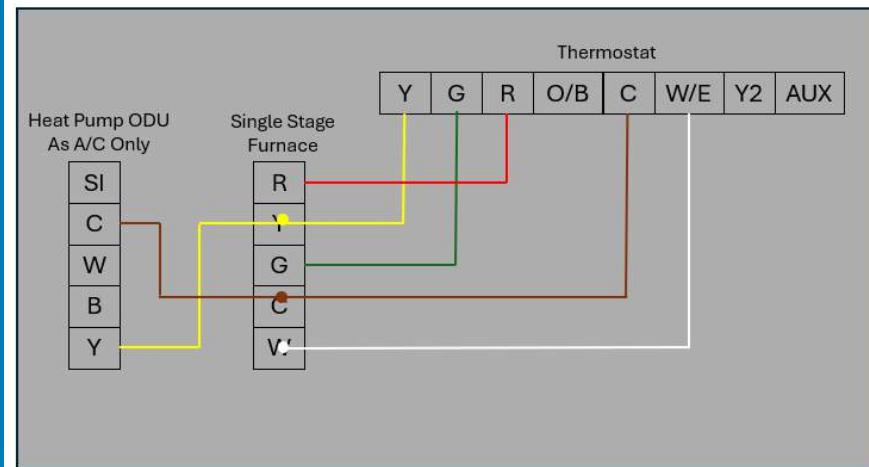 Thermostat
Y G R O/B C W/E Y2 AUX
Heat Pump ODU
As A/C Only
SI
C
W
B
Y
Single Stage
Furnace
R
Y
G
C
W